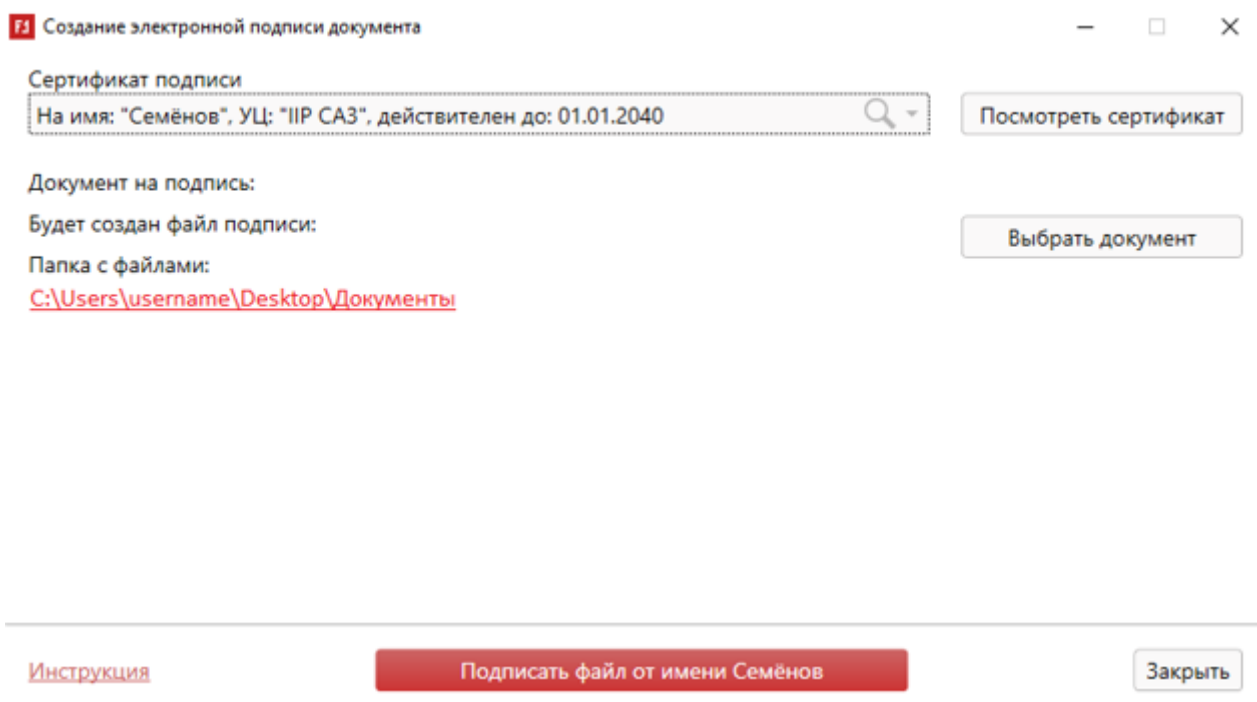 F1 Создание электронной подписи документа
Сертификат подписи
На имя: "Семёнов", УЦ: "IIP CA3", действителен до: 01.01.2040
Посмотреть сертификат
Документ на подпись:
Будет создан файл подписи:
Выбрать документ
Папка с файлами:
C:\Users\username\Desktop\Документы
Инструкция
Подписать файл от имени Семёнов
Закрыть